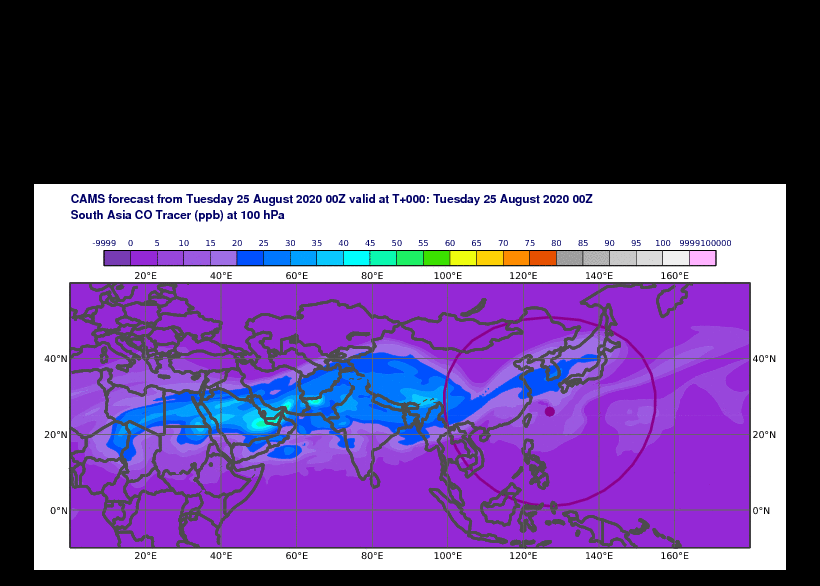 CAMS forecast from Tuesday 25 August 2020 00Z valid at T+000: Tuesday 25 August 2020 00Z
South Asia CO Tracer (ppb) at 100 hPa
-9999 0 5 10 15 20 25 30 35 40 45 50 55 60 65 70 75 80 85 90 95 100 9999100000
20°E 40°E 60°E 80°E 100°E 120°E 140°E 160°E
40°N 40°N
20°N 20°N
0°N 0°N
20°E 40°E 60°E 80°E 100°E 120°E 140°E 160°E